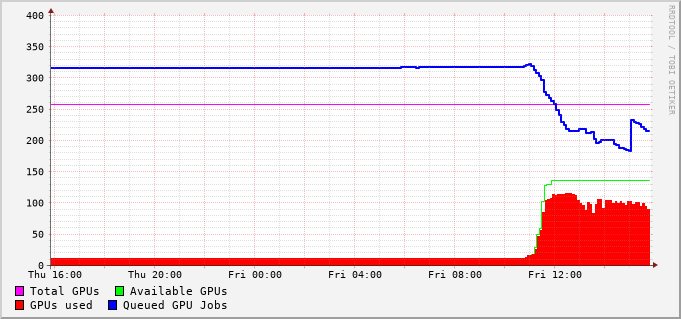 400
350
300
250
200
150
100
50
0
Thu 16:00 Thu 20:00 Fri 00:00 Fri 04:00 Fri 08:00 Fri 12:00
Total GPUs Available GPUs
GPUs used Queued GPU Jobs
RRDTOOL / TOBI OETIKER